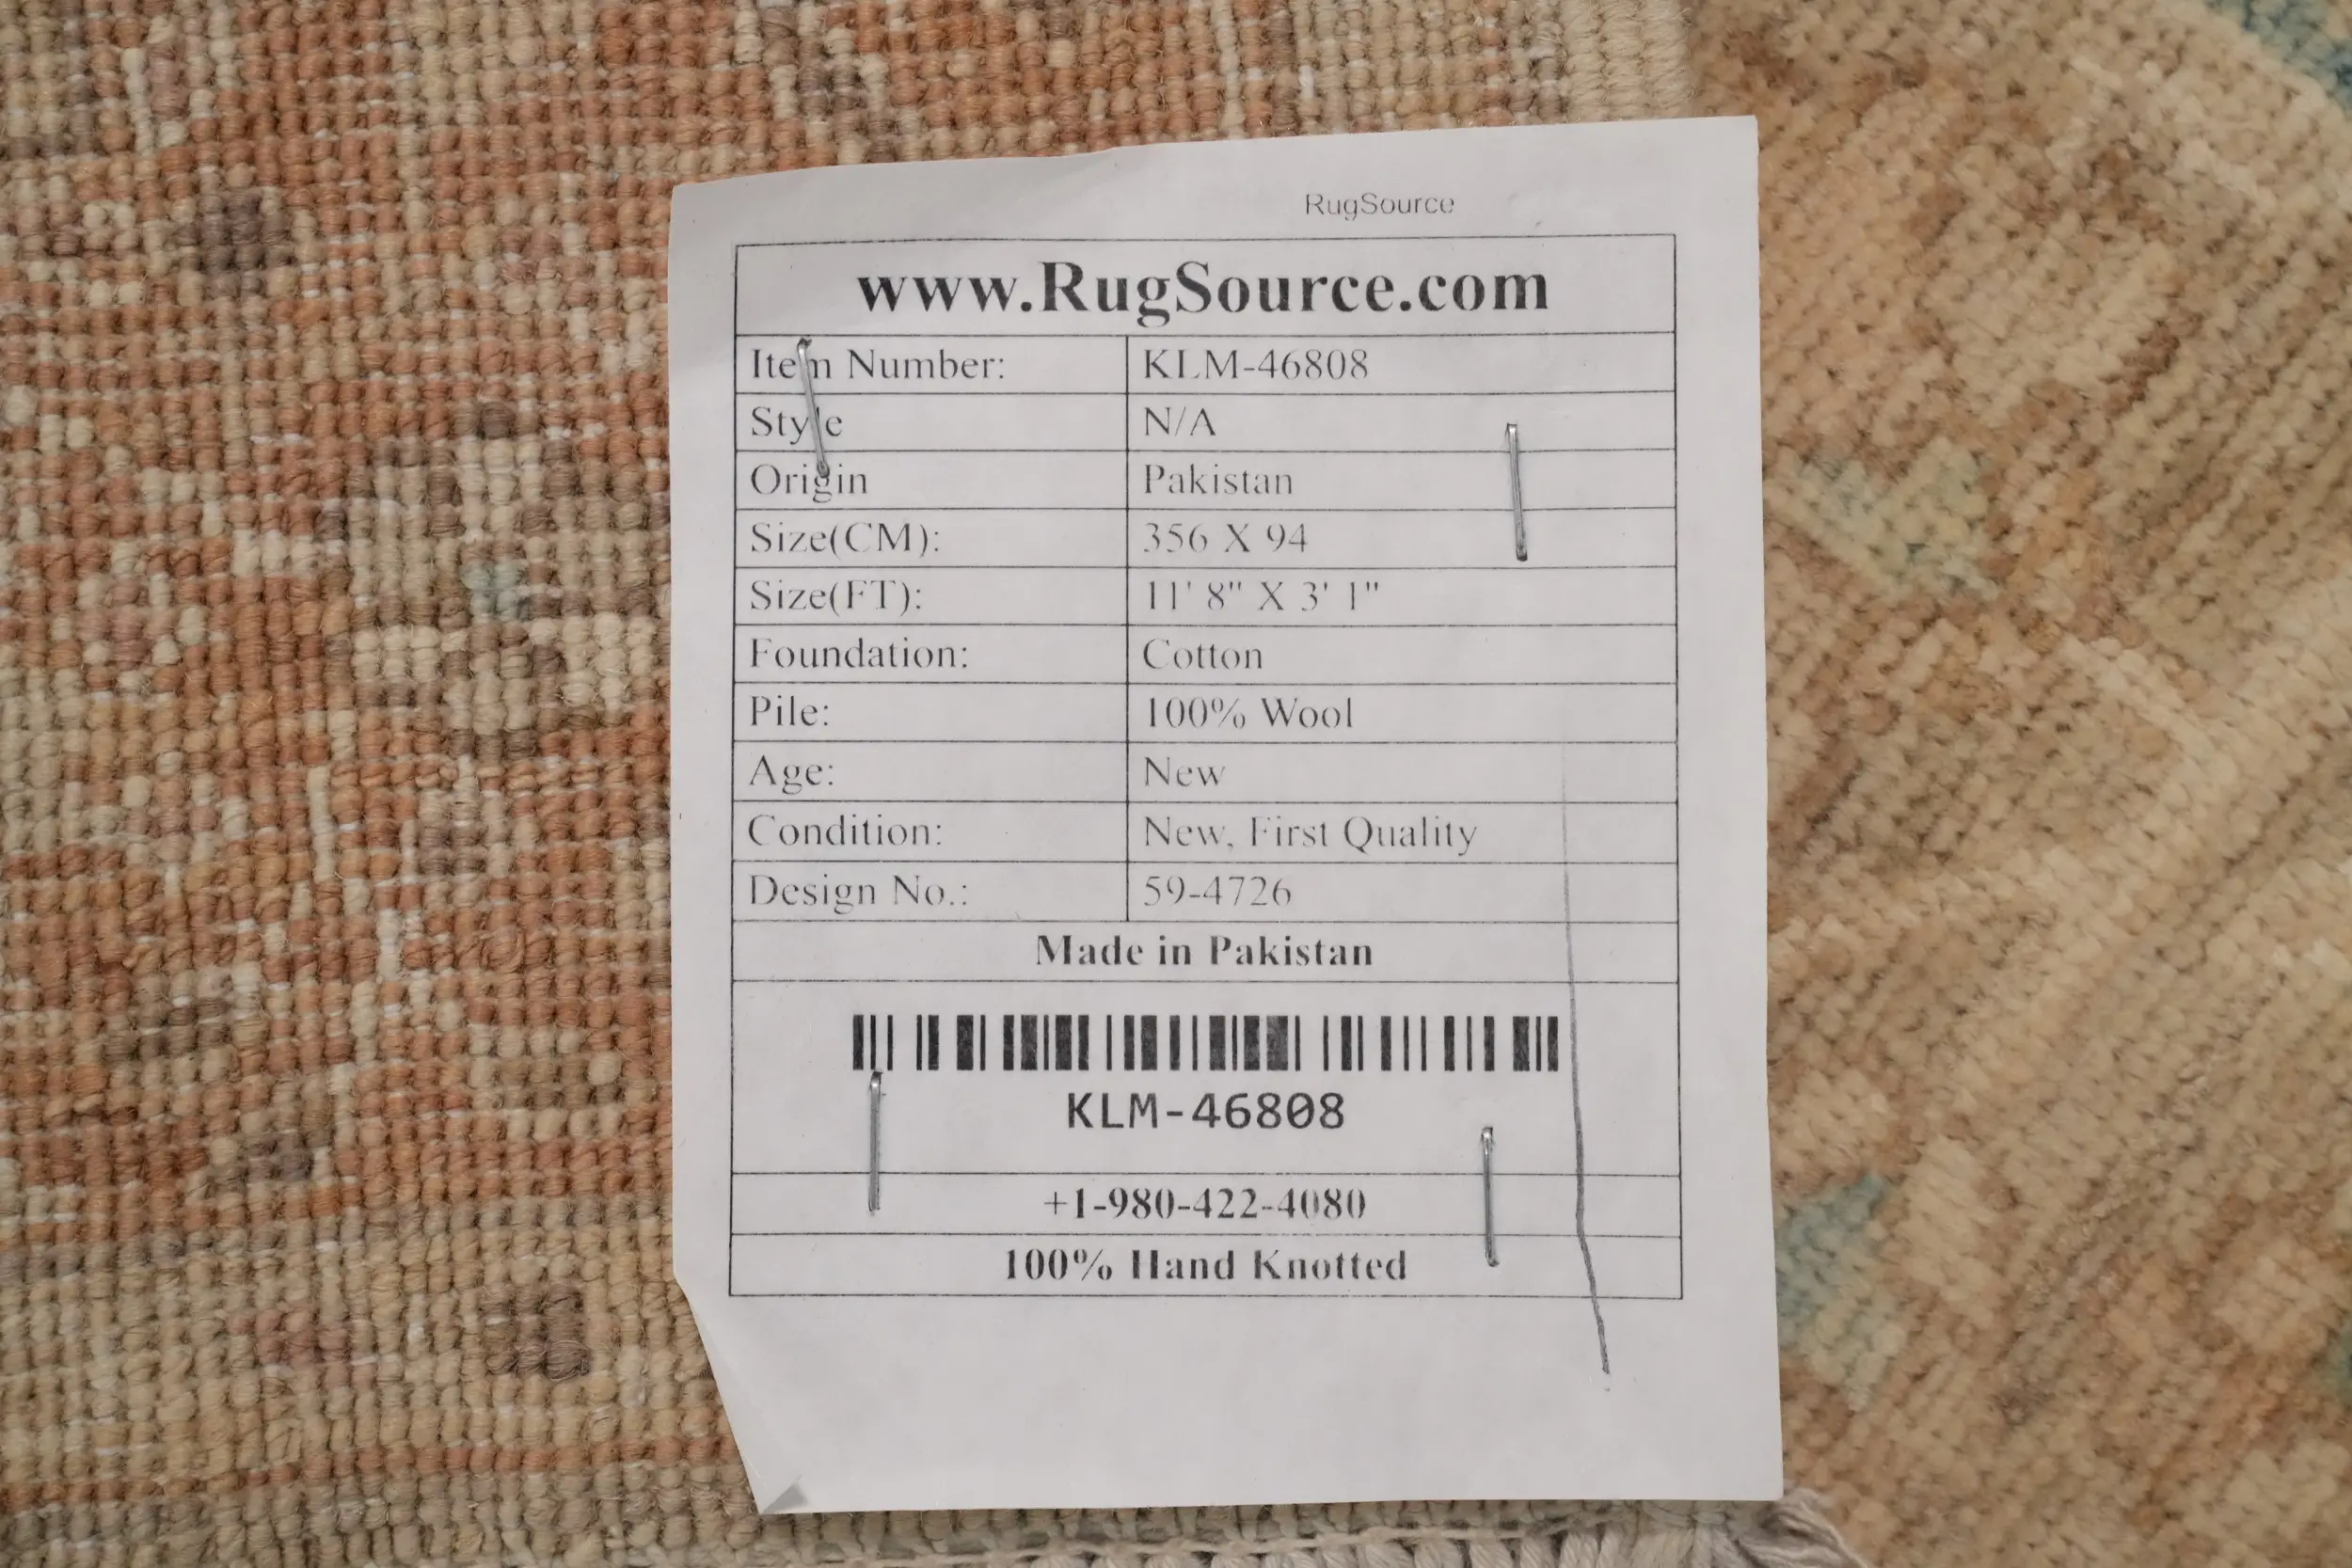 RugSource
www.RugSource.com
Item Number: KLM-46808
Style N/A
Origin Pakistan
Size(CM): 356 X 94
Size(FT): 11' 8" X 3' 1"
Foundation: Cotton
Pile: 100% Wool
Age: New
Condition: New, First Quality
Design No.: 59-4726
Made in Pakistan
KLM-46808
+1-980-422-4080
100% Hand Knotted